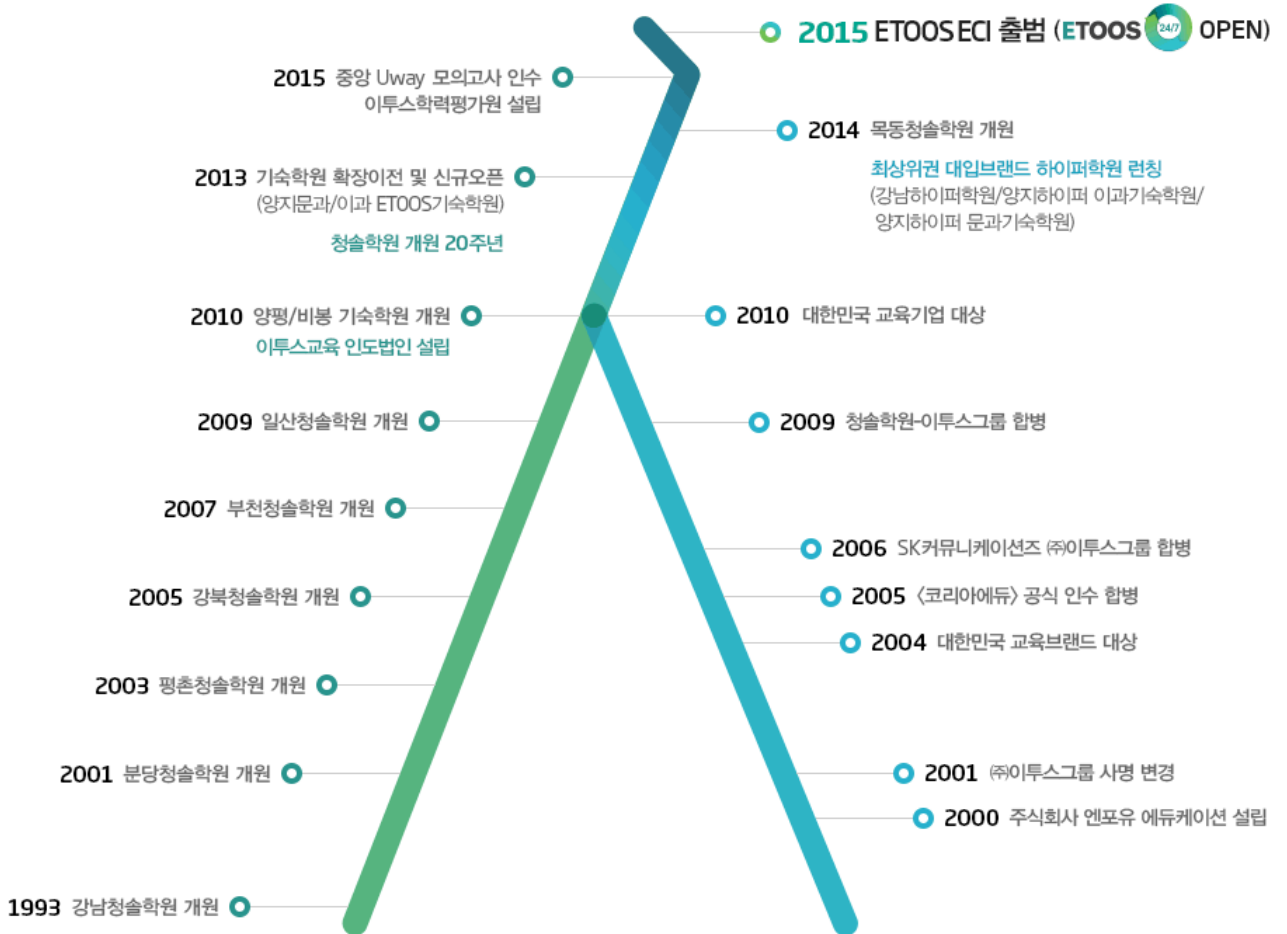 2015 ETOOS ECI 출범 (ETOOS 24/7 OPEN)
2015 중앙 Uway 모의고사 인수
이투스학력평가원 설립
2014 목동청솔학원 개원
최상위권 대입브랜드 하이퍼학원 런칭
(강남하이퍼학원/양지하이퍼 이과기숙학원/
양지하이퍼 문과기숙학원)
2013 기숙학원 확장이전 및 신규오픈
(양지문과/이과 ETOOS기숙학원)
청솔학원 개원 20주년
2010 양평/비봉 기숙학원 개원
이투스교육 인도법인 설립
2010 대한민국 교육기업 대상
2009 일산청솔학원 개원
2009 청솔학원-이투스그룹 합병
2007 부천청솔학원 개원
2006 SK커뮤니케이션즈 ㈜이투스그룹 합병
2005 강북청솔학원 개원
2005 〈코리아에듀〉 공식 인수 합병
2004 대한민국 교육브랜드 대상
2003 평촌청솔학원 개원
2001 분당청솔학원 개원
2001 ㈜이투스그룹 사명 변경
2000 주식회사 엔포유 에듀케이션 설립
1993 강남청솔학원 개원